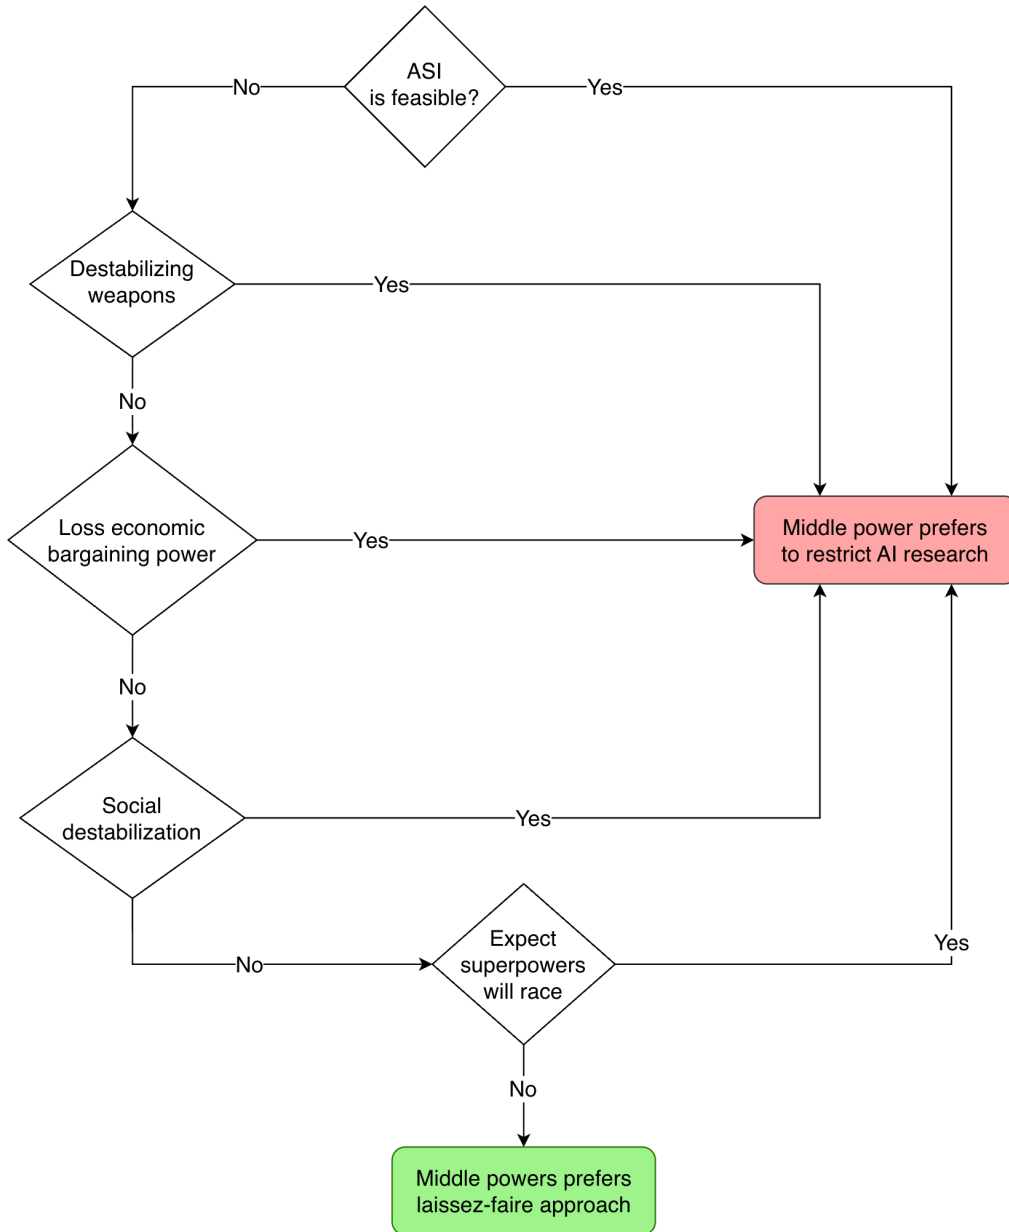 ASI
is feasible?
No
Yes
Destabilizing
weapons
Yes
No
Loss economic
bargaining power
Yes
Middle power prefers
to restrict AI research
No
Social
destabilization
Yes
Expect
superpowers
will race
Yes
No
No
Middle powers prefers
laissez-faire approach